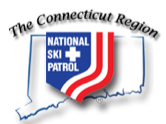 The Connecticut Region
NATIONAL
SKI
PATROL